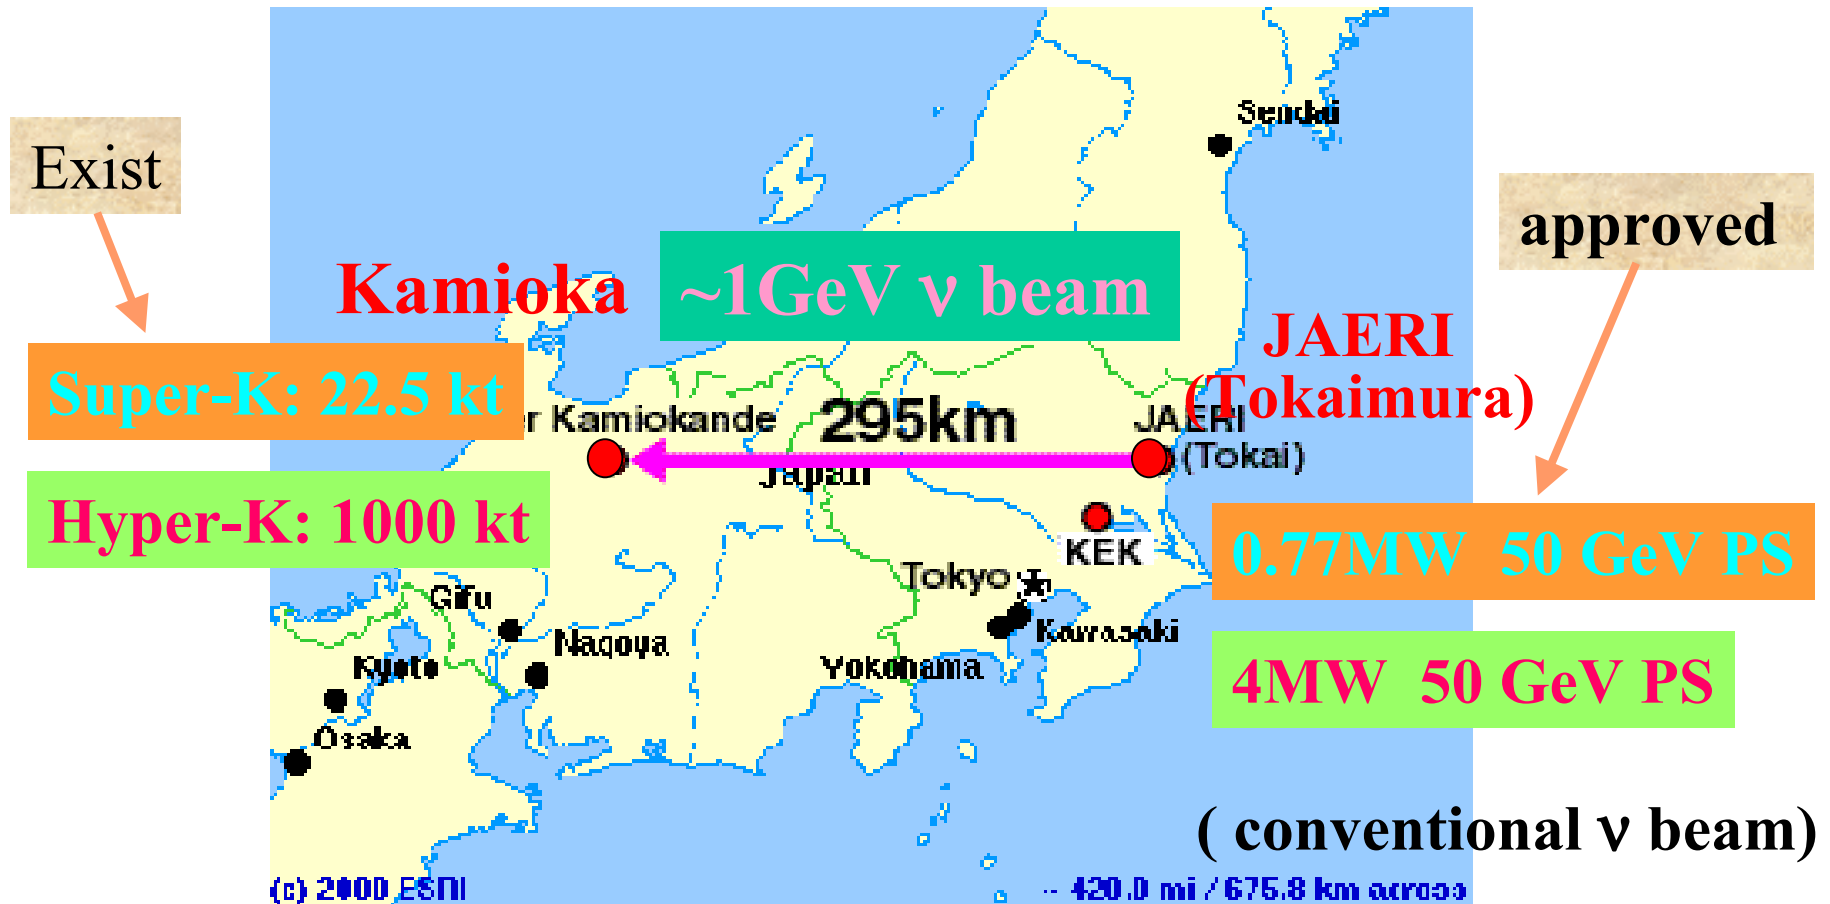 Sendai
Exist
approved
Kamioka
~1GeV ν beam
JAERI
(Tokaimura)
Super-K: 22.5 kt
er Kamiokande
295km
JAERI
(Tokai)
Japan
Hyper-K: 1000 kt
KEK
0.77MW 50 GeV PS
Tokyo
Gifu
Kawasaki
Nagoya
Kyoto
Yokohama
4MW 50 GeV PS
Osaka
( conventional ν beam)
(c) 2000 ESRI
-- 420.0 mi / 675.8 km across